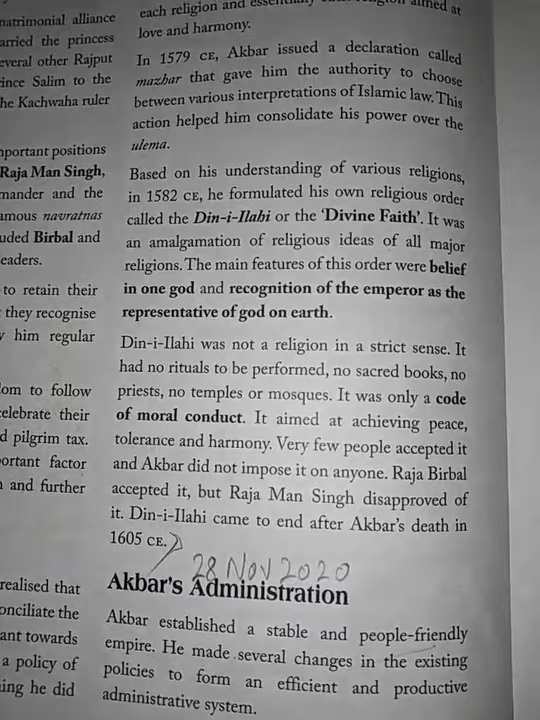 matrimonial alliance
arried the princess
everal other Rajput
ince Salim to the
he Kachwaha ruler
portant positions
Raja Man Singh,
mander and the
amous navratnas
uded Birbal and
eaders.
to retain their
they recognise
him regular
om to follow
celebrate their
d pilgrim tax.
ortant factor
and further
realised that
onciliate the
ant towards
a policy of
ing he did
each religion and
aimed at
love and harmony.
In 1579 CE, Akbar issued a declaration called
mazhar that gave him the authority to choose
between various interpretations of Islamic law. This
action helped him consolidate his power over the
ulema.
Based on his understanding of various religions,
in 1582 CE, he formulated his own religious order
called the Din-i-Ilahi or the 'Divine Faith'. It was
an amalgamation of religious ideas of all major
religions. The main features of this order were belief
in one god and recognition of the emperor as the
representative of god on earth.
Din-i-Ilahi was not a religion in a strict sense. It
had no rituals to be performed, no sacred books, no
priests, no temples or mosques. It was only a code
of moral conduct. It aimed at achieving peace,
tolerance and harmony. Very few people accepted it
and Akbar did not impose it on anyone. Raja Birbal
accepted it, but Raja Man Singh disapproved of
it. Din-i-Ilahi came to end after Akbar's death in
1605 CE.
28 Nov 2020
Akbar's Administration
Akbar established a stable and people-friendly
empire. He made several changes in the existing
policies to form an efficient and productive
administrative system.